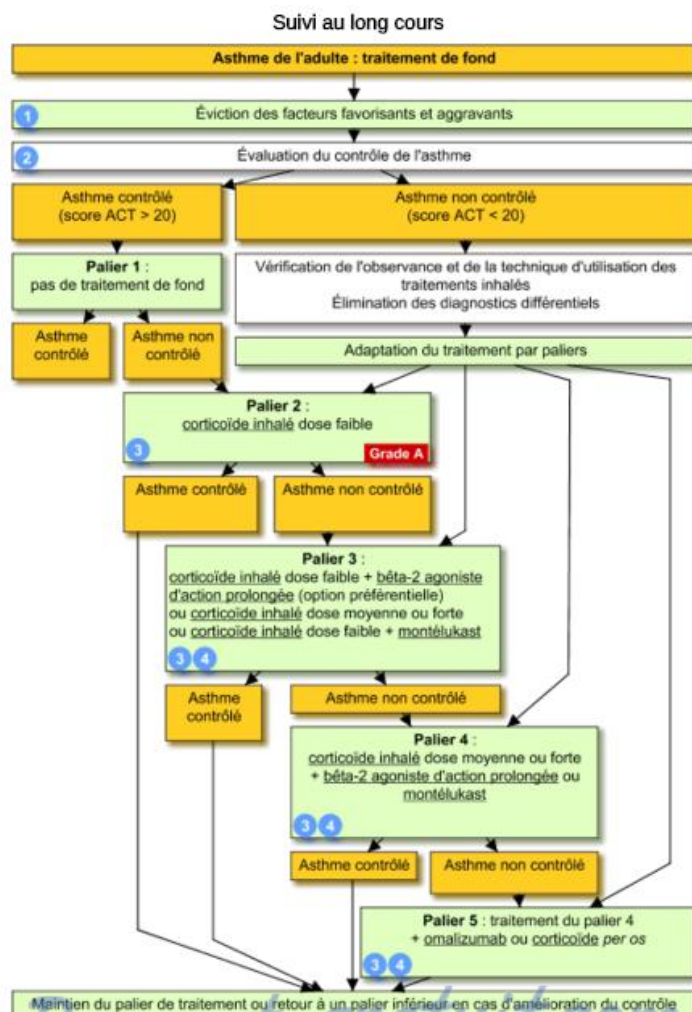 Suivi au long cours
Asthme de l'adulte : traitement de fond
1
Éviction des facteurs favorisants et aggravants
2
Évaluation du contrôle de l'asthme
Asthme contrôlé
(score ACT > 20)
Asthme non contrôlé
(score ACT < 20)
Palier 1 :
pas de traitement de fond
Vérification de l'observance et de la technique d'utilisation des
traitements inhalés
Élimination des diagnostics différentiels
Asthme
contrôlé
Asthme non
contrôlé
Adaptation du traitement par paliers
Palier 2 :
corticoïde inhalé dose faible
3
Grade A
Asthme contrôlé
Asthme non contrôlé
Palier 3 :
corticoïde inhalé dose faible + bêta-2 agoniste
d'action prolongée (option préférentielle)
ou corticoïde inhalé dose moyenne ou forte
ou corticoïde inhalé dose faible + montélukast
3 4
Asthme
contrôlé
Asthme non contrôlé
Palier 4 :
corticoïde inhalé dose moyenne ou forte
+ bêta-2 agoniste d'action prolongée ou
montélukast
3 4
Asthme contrôlé
Asthme non contrôlé
Palier 5 : traitement du palier 4
+ omalizumab ou corticoïde per os
3 4
Maintien du palier de traitement ou retour à un palier inférieur en cas d'amélioration du contrôle